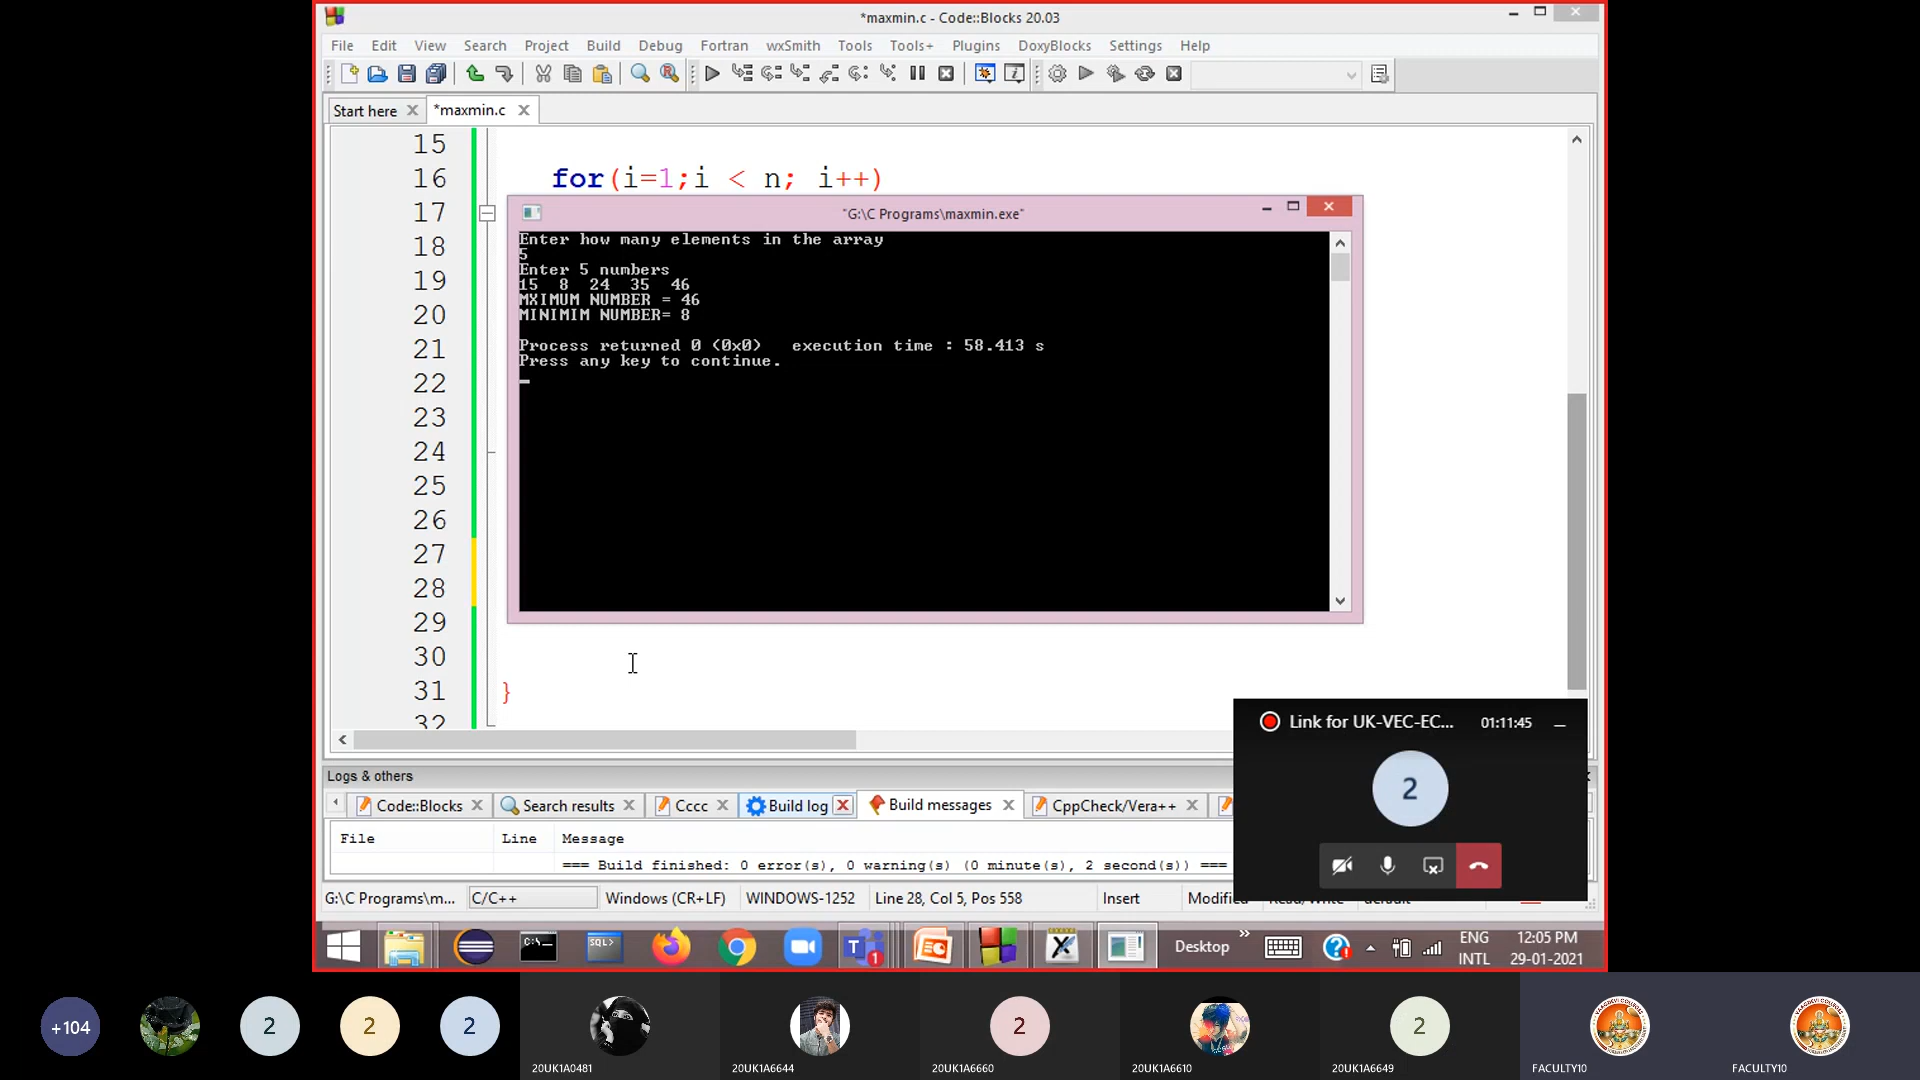 *maxmin.c - Code::Blocks 20.03
File Edit View Search Project Build Debug Fortran wxSmith Tools Tools+ Plugins DoxyBlocks Settings Help
Start here *maxmin.c
15
16 for(i=1;i < n; i++)
17
18
19
20
21
22
23
24
25
26
27
28
29
30
31 }
32
"G:\C Programs\maxmin.exe"
Enter how many elements in the array
5
Enter 5 numbers
15 8 24 35 46
MXIMUM NUMBER = 46
MINIMIM NUMBER= 8
Process returned 0 (0x0) execution time : 58.413 s
Press any key to continue.
Link for UK-VEC-EC... 01:11:45
2
Logs & others
Code::Blocks Search results Cccc Build log Build messages CppCheck/Vera++
File Line Message
=== Build finished: 0 error(s), 0 warning(s) (0 minute(s), 2 second(s)) ===
G:\C Programs\m... C/C++ Windows (CR+LF) WINDOWS-1252 Line 28, Col 5, Pos 558 Insert
C:\ SQL> T 1 Desktop ENG 12:05 PM
INTL 29-01-2021
+104 2 2 2 2 2
20UK1A0481 20UK1A6644 20UK1A6660 20UK1A6610 20UK1A6649 FACULTY10 FACULTY10